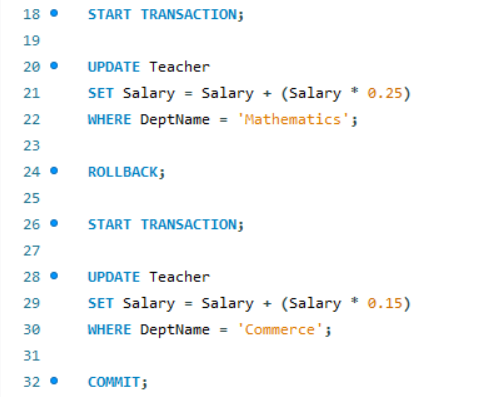 18 START TRANSACTION;
19
20 UPDATE Teacher
21 SET Salary = Salary + (Salary * 0.25)
22 WHERE DeptName = 'Mathematics';
23
24 ROLLBACK;
25
26 START TRANSACTION;
27
28 UPDATE Teacher
29 SET Salary = Salary + (Salary * 0.15)
30 WHERE DeptName = 'Commerce';
31
32 COMMIT;